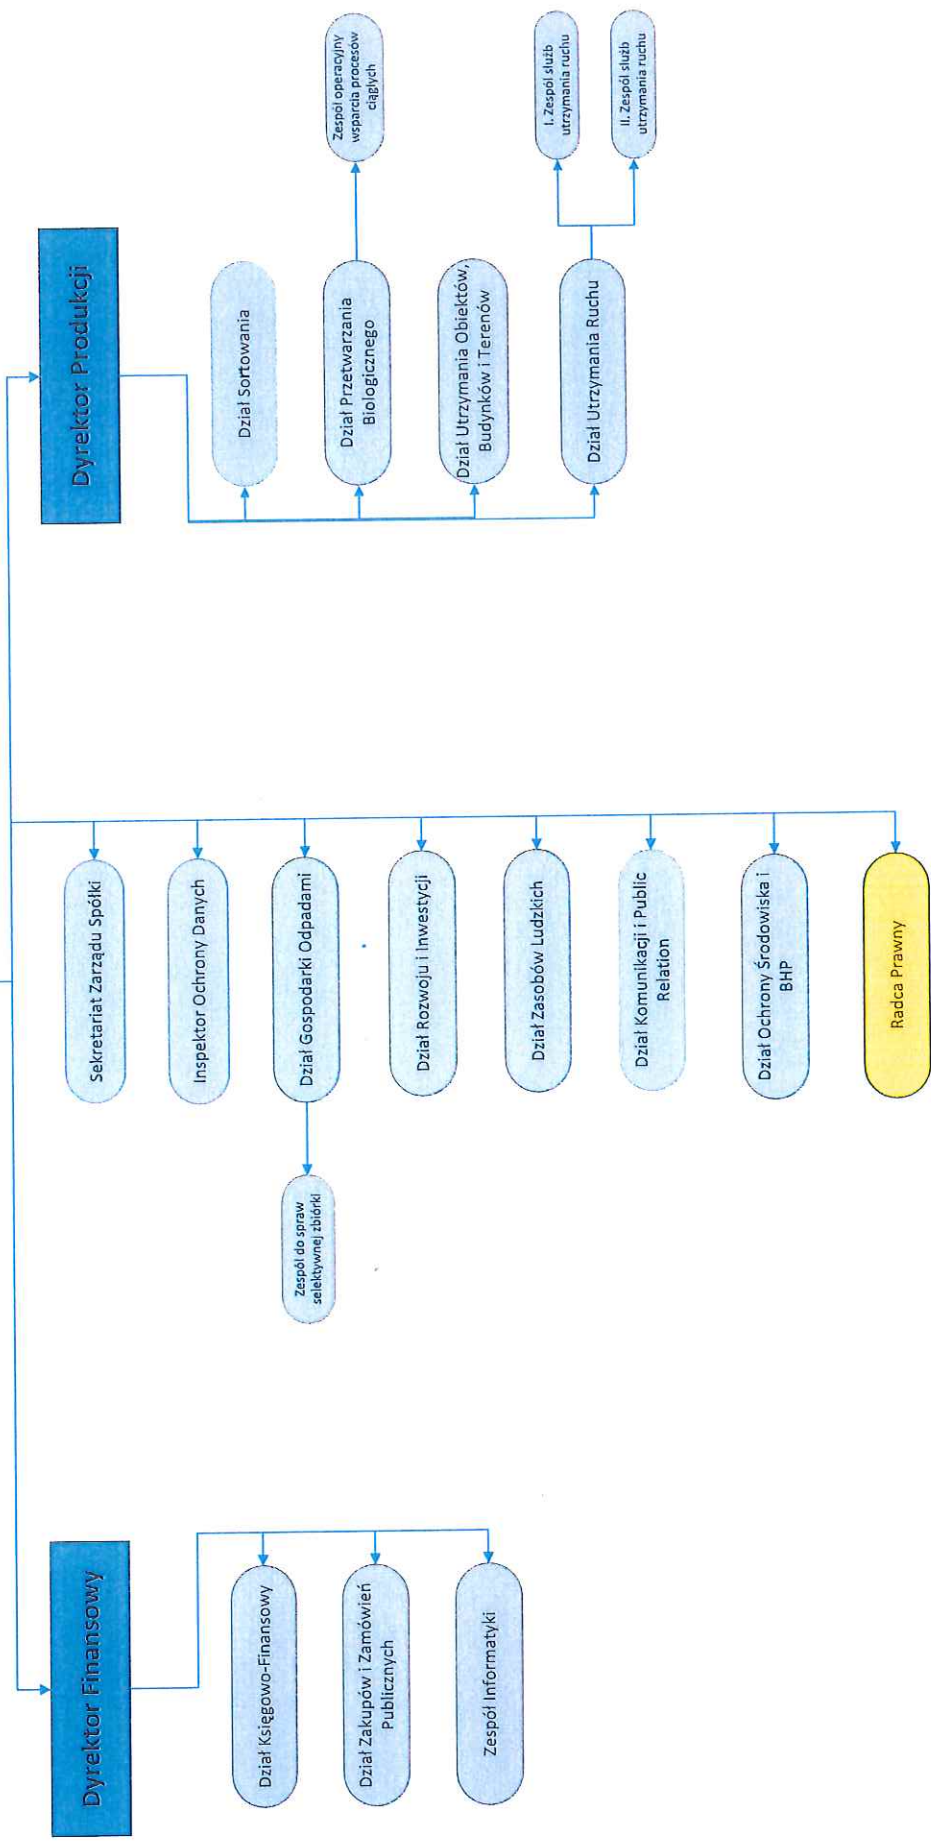 Dyrektor Finansowy
Dział Księgowo-Finansowy
Dział Zakupów i Zamówień
Publicznych
Zespół Informatyki
Sekretariat Zarządu Spółki
Inspektor Ochrony Danych
Dział Gospodarki Odpadami
Zespół do spraw
selektywnej zbiórki
Dział Rozwoju i Inwestycji
Dział Zasobów Ludzkich
Dział Komunikacji i Public
Relation
Dział Ochrony Środowiska i
BHP
Radca Prawny
Dyrektor Produkcji
Dział Sortowania
Dział Przetwarzania
Biologicznego
Zespół operacyjny
wsparcia procesów
ciągłych
Dział Utrzymania Obiektów,
Budynków i Terenów
Dział Utrzymania Ruchu
I. Zespół służb
utrzymania ruchu
II. Zespół służb
utrzymania ruchu